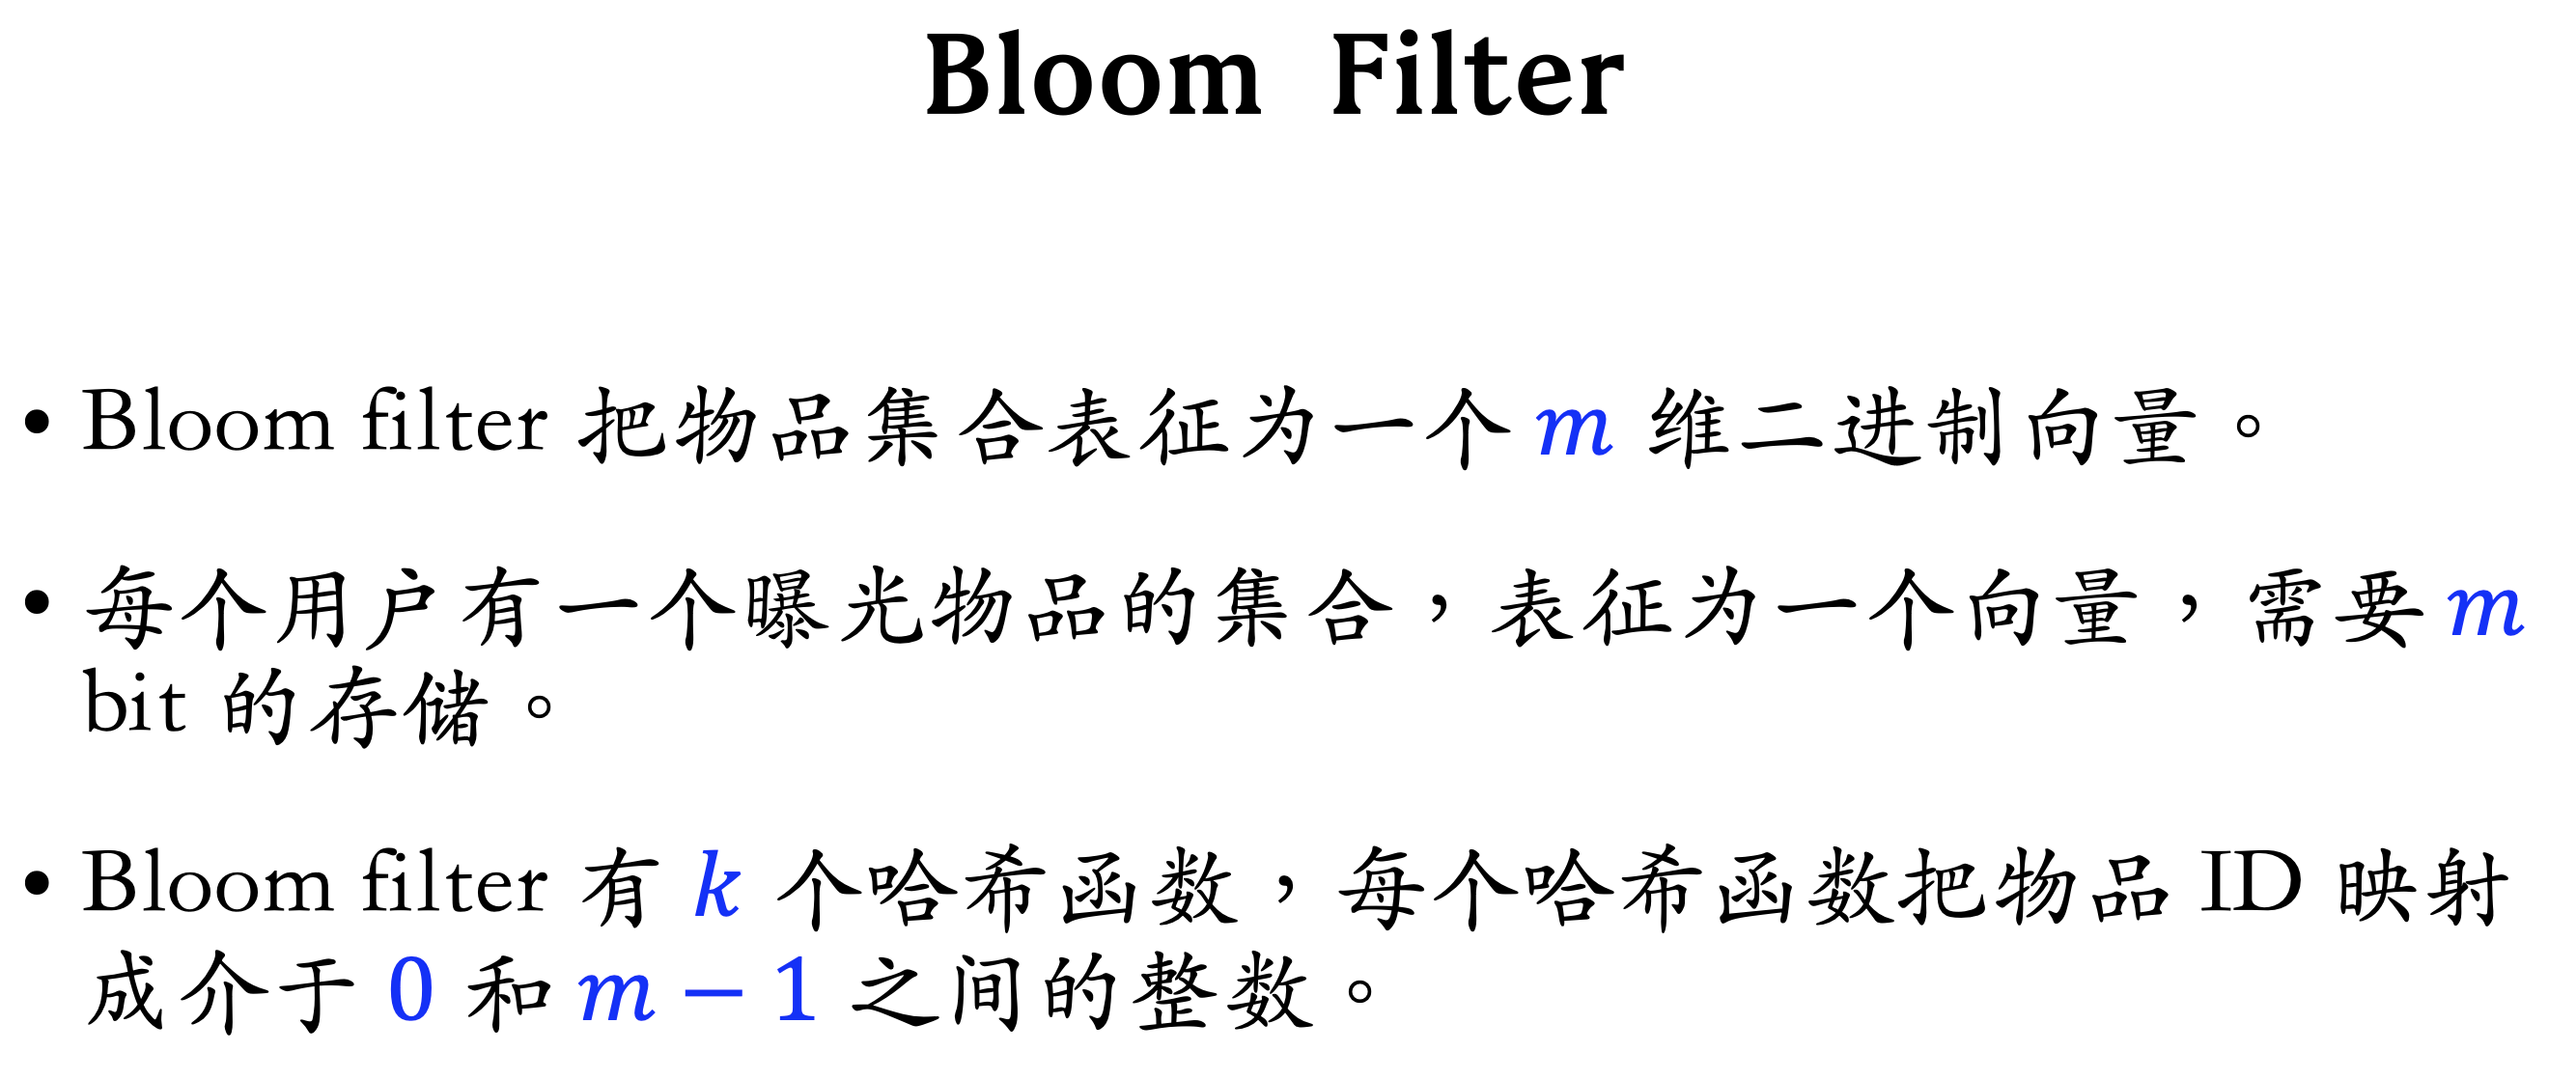 Bloom Filter
• Bloom filter 把物品集合表征为一个 m 维二进制向量。
• 每个用户有一个曝光物品的集合，表征为一个向量，需要 m
bit 的存储。
• Bloom filter 有 k 个哈希函数，每个哈希函数把物品 ID 映射
成介于 0 和 m − 1 之间的整数。